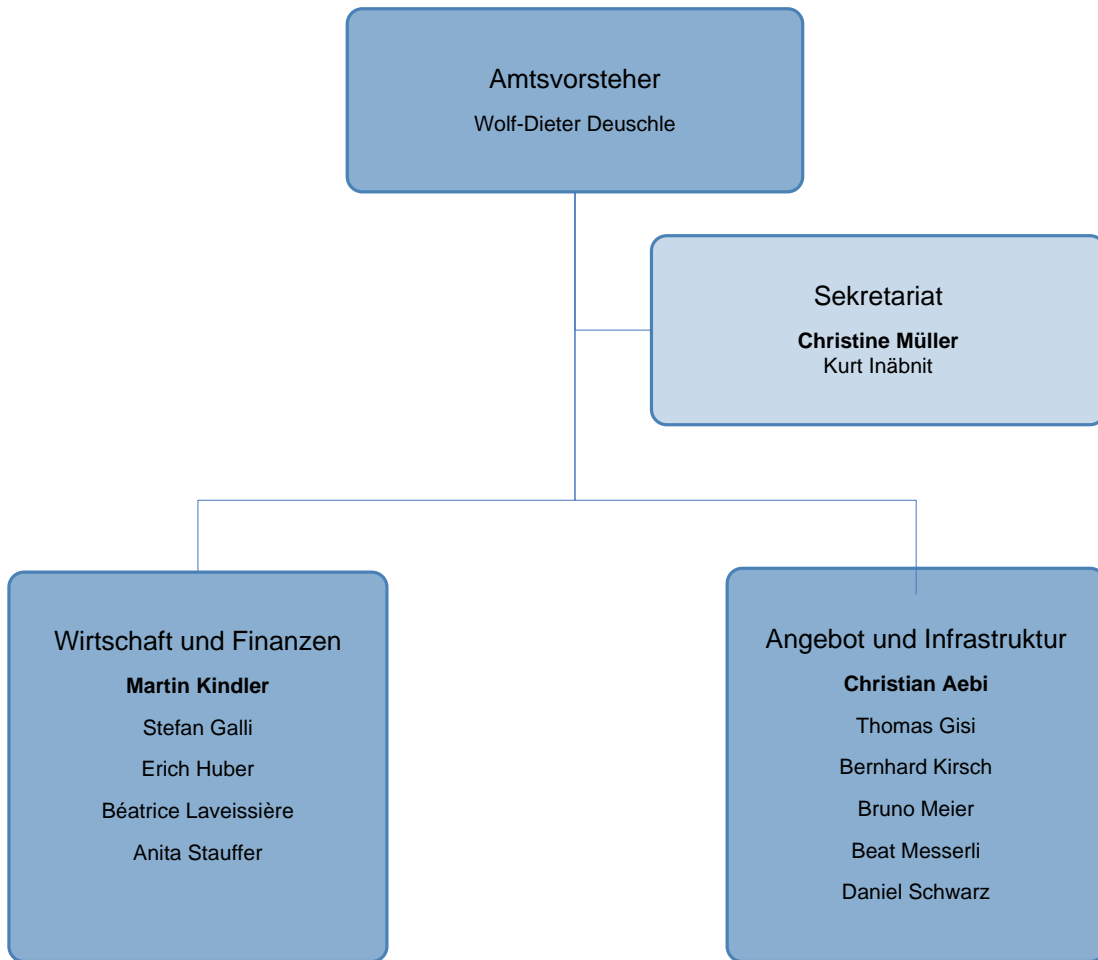 Amtsvorsteher
Wolf-Dieter Deuschle
Sekretariat
Christine Müller
Kurt Inäbnit
Wirtschaft und Finanzen
Martin Kindler
Stefan Galli
Erich Huber
Béatrice Laveissière
Anita Stauffer
Angebot und Infrastruktur
Christian Aebi
Thomas Gisi
Bernhard Kirsch
Bruno Meier
Beat Messerli
Daniel Schwarz